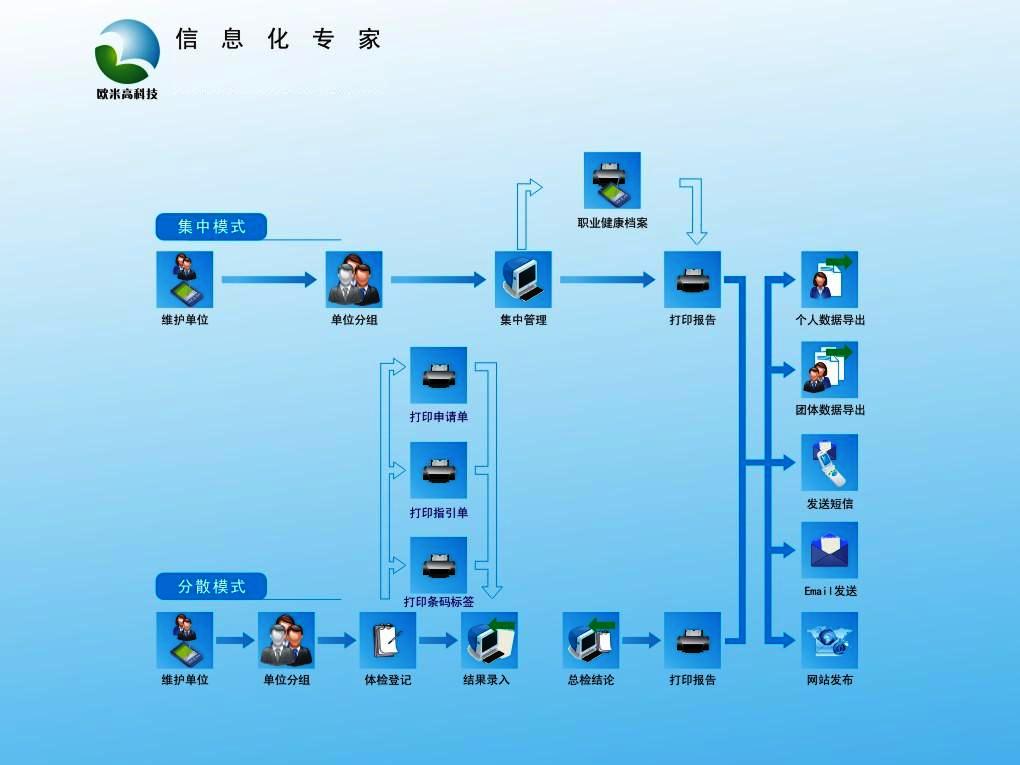 信息化专家
欧米高科技
职业健康档案
集中模式
维护单位
单位分组
集中管理
打印报告
个人数据导出
打印申请单
团体数据导出
打印指引单
发送短信
分散模式
打印条码标签
Email发送
维护单位
单位分组
体检登记
结果录入
总检结论
打印报告
网站发布